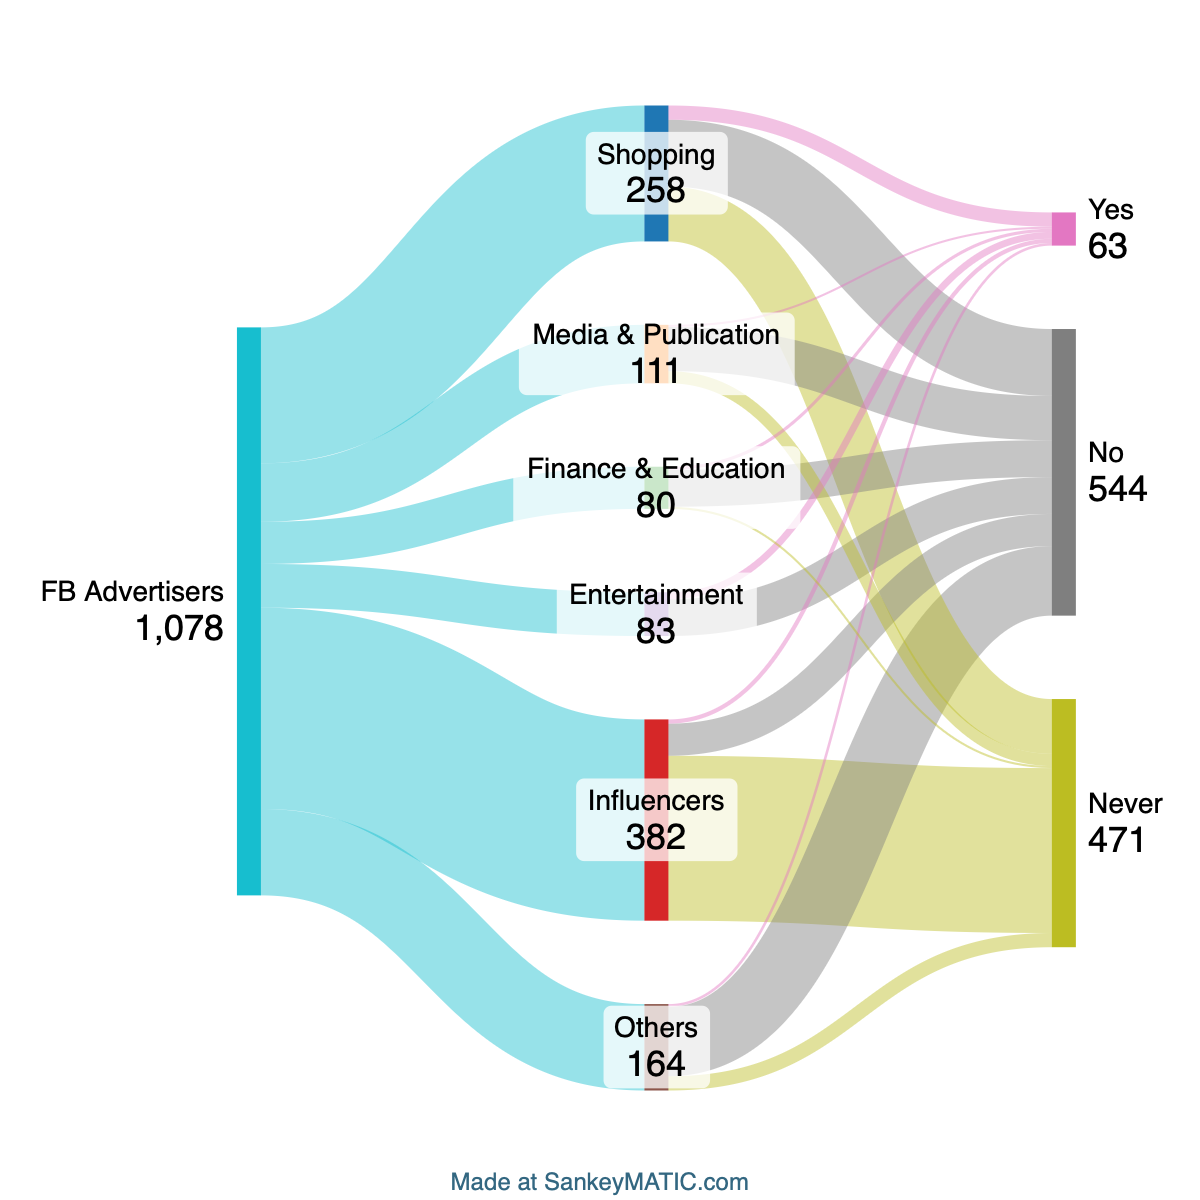 Shopping
258
Yes
63
Media & Publication
111
Finance & Education
80
No
544
FB Advertisers
1,078
Entertainment
83
Influencers
382
Never
471
Others
164
Made at SankeyMATIC.com